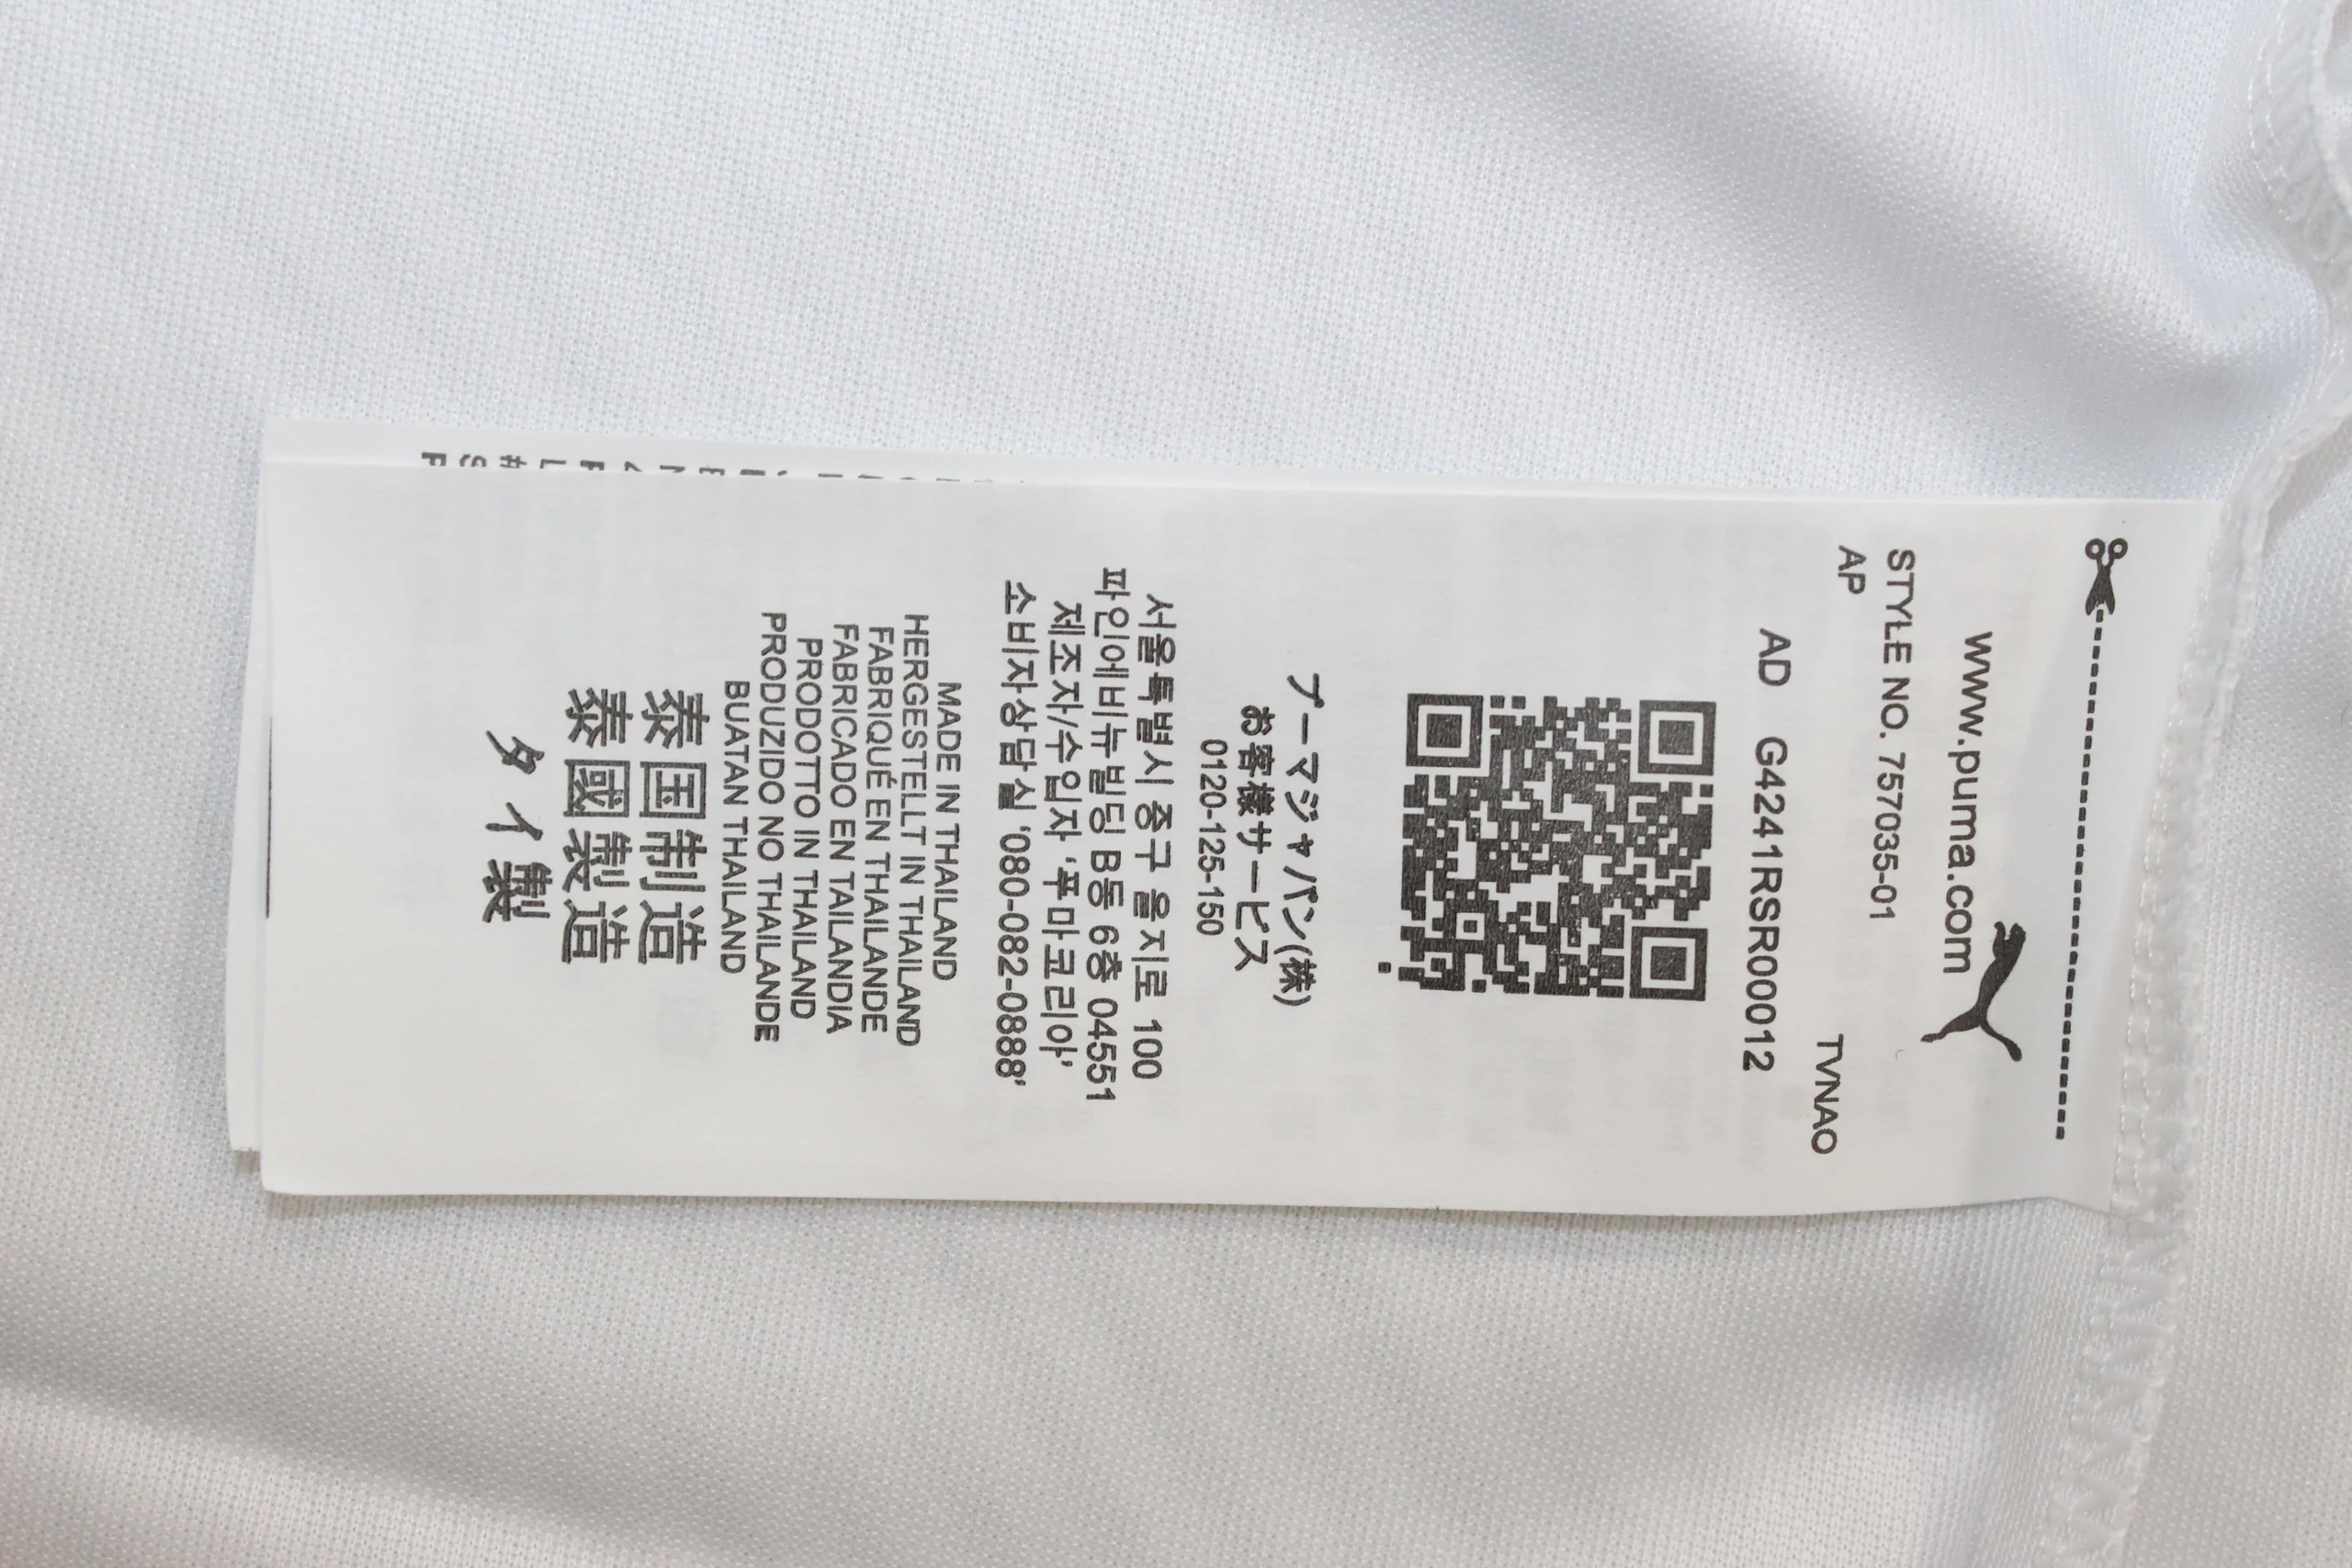 www.puma.com
STYLE NO. 757035-01
AP
TVNAO
AD G4241RSR00012
プーマジャパン(株)
お客様サービス
0120-125-150
서울특별시 중구 을지로 100
파인에비뉴빌딩 B동 6층 04551
제조자/수입자 '푸마코리아'
소비자상담실 '080-082-0888'
MADE IN THAILAND
HERGESTELLT IN THAILAND
FABRIQUÉ EN THAILANDE
FABRICADO EN TAILANDIA
PRODOTTO IN THAILAND
PRODUZIDO NO THAILANDE
BUATAN THAILAND
泰国制造
泰國製造
タイ製